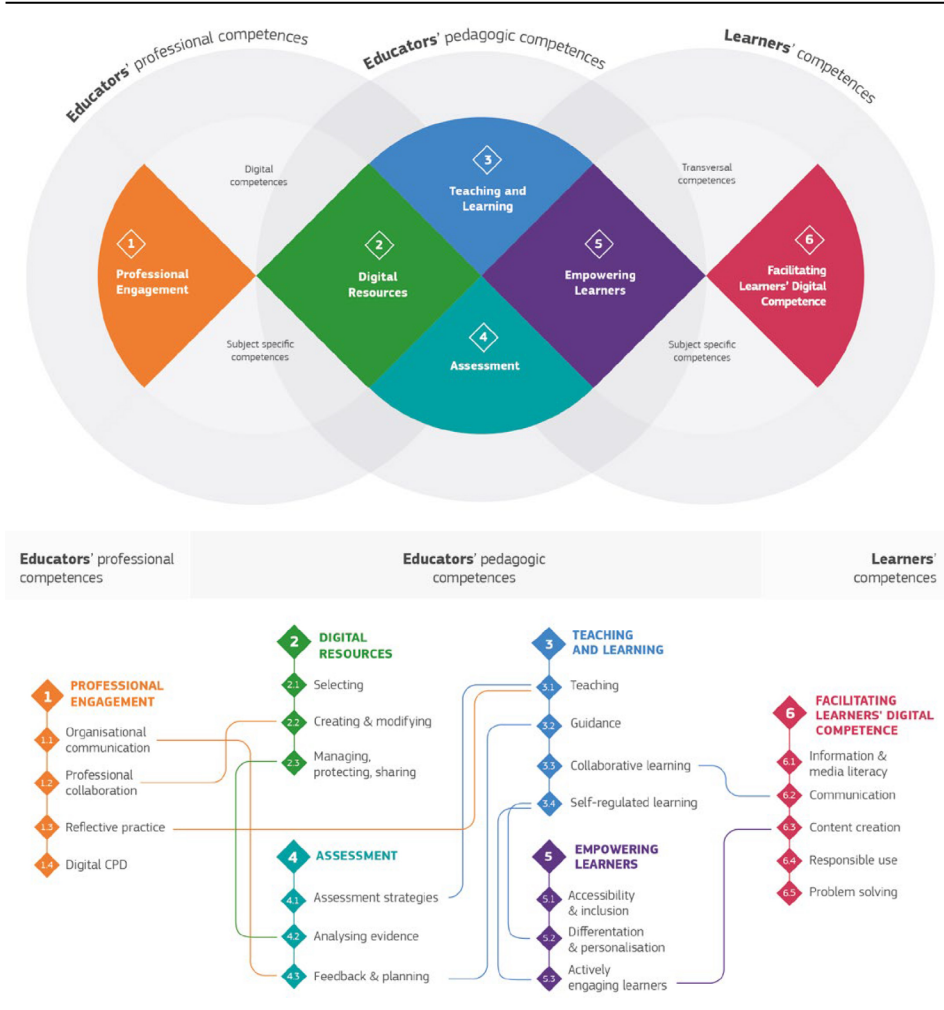 Educators' professional competences
Educators' pedagogic competences
Learners' competences
Digital
competences
Transversal
competences
3
Teaching and
Learning
1
Professional
Engagement
2
Digital
Resources
5
Empowering
Learners
6
Facilitating
Learners' Digital
Competence
4
Assessment
Subject specific
competences
Subject specific
competences
Educators' professional
competences
Educators' pedagogic
competences
Learners'
competences
1 PROFESSIONAL
ENGAGEMENT
1.1 Organisational
communication
1.2 Professional
collaboration
1.3 Reflective practice
1.4 Digital CPD
2 DIGITAL
RESOURCES
2.1 Selecting
2.2 Creating & modifying
2.3 Managing,
protecting, sharing
4 ASSESSMENT
4.1 Assessment strategies
4.2 Analysing evidence
4.3 Feedback & planning
3 TEACHING
AND LEARNING
3.1 Teaching
3.2 Guidance
3.3 Collaborative learning
3.4 Self-regulated learning
5 EMPOWERING
LEARNERS
5.1 Accessibility
& inclusion
5.2 Differentation
& personalisation
5.3 Actively
engaging learners
6 FACILITATING
LEARNERS' DIGITAL
COMPETENCE
6.1 Information &
media literacy
6.2 Communication
6.3 Content creation
6.4 Responsible use
6.5 Problem solving